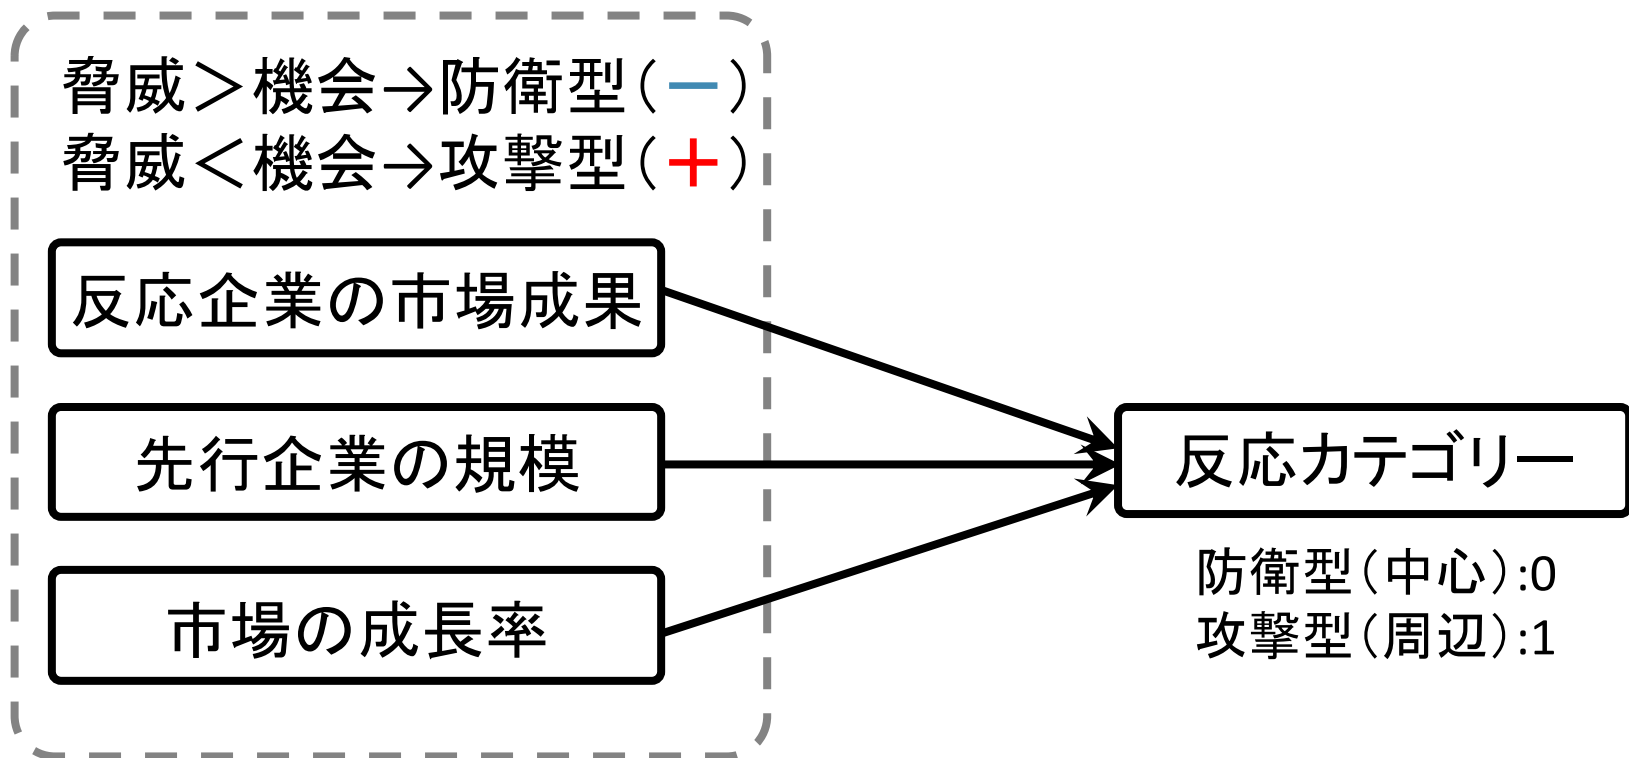 脅威＞機会→防衛型（－）
脅威＜機会→攻撃型（＋）
反応企業の市場成果
先行企業の規模
市場の成長率
反応カテゴリー
防衛型（中心）:0
攻撃型（周辺）:1